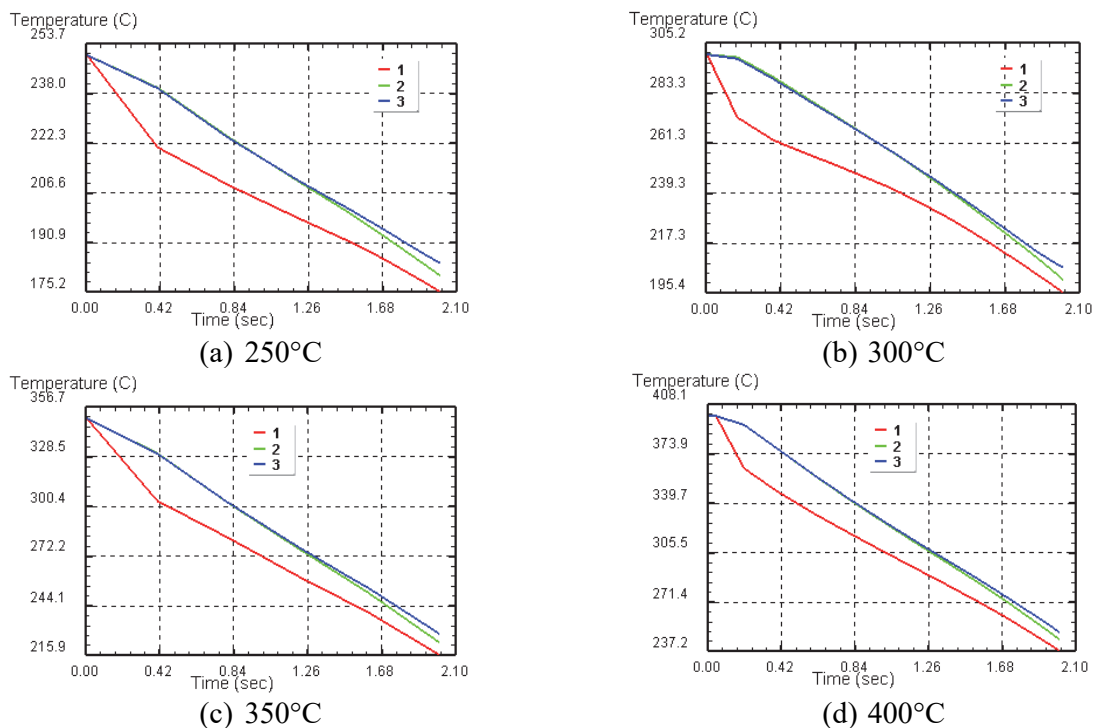 Temperature (C)
253.7
238.0
222.3
206.6
190.9
175.2
0.00 0.42 0.84 1.26 1.68 2.10
Time (sec)
1
2
3
(a) 250°C
Temperature (C)
305.2
283.3
261.3
239.3
217.3
195.4
0.00 0.42 0.84 1.26 1.68 2.10
Time (sec)
1
2
3
(b) 300°C
Temperature (C)
356.7
328.5
300.4
272.2
244.1
215.9
0.00 0.42 0.84 1.26 1.68 2.10
Time (sec)
1
2
3
(c) 350°C
Temperature (C)
408.1
373.9
339.7
305.5
271.4
237.2
0.00 0.42 0.84 1.26 1.68 2.10
Time (sec)
1
2
3
(d) 400°C